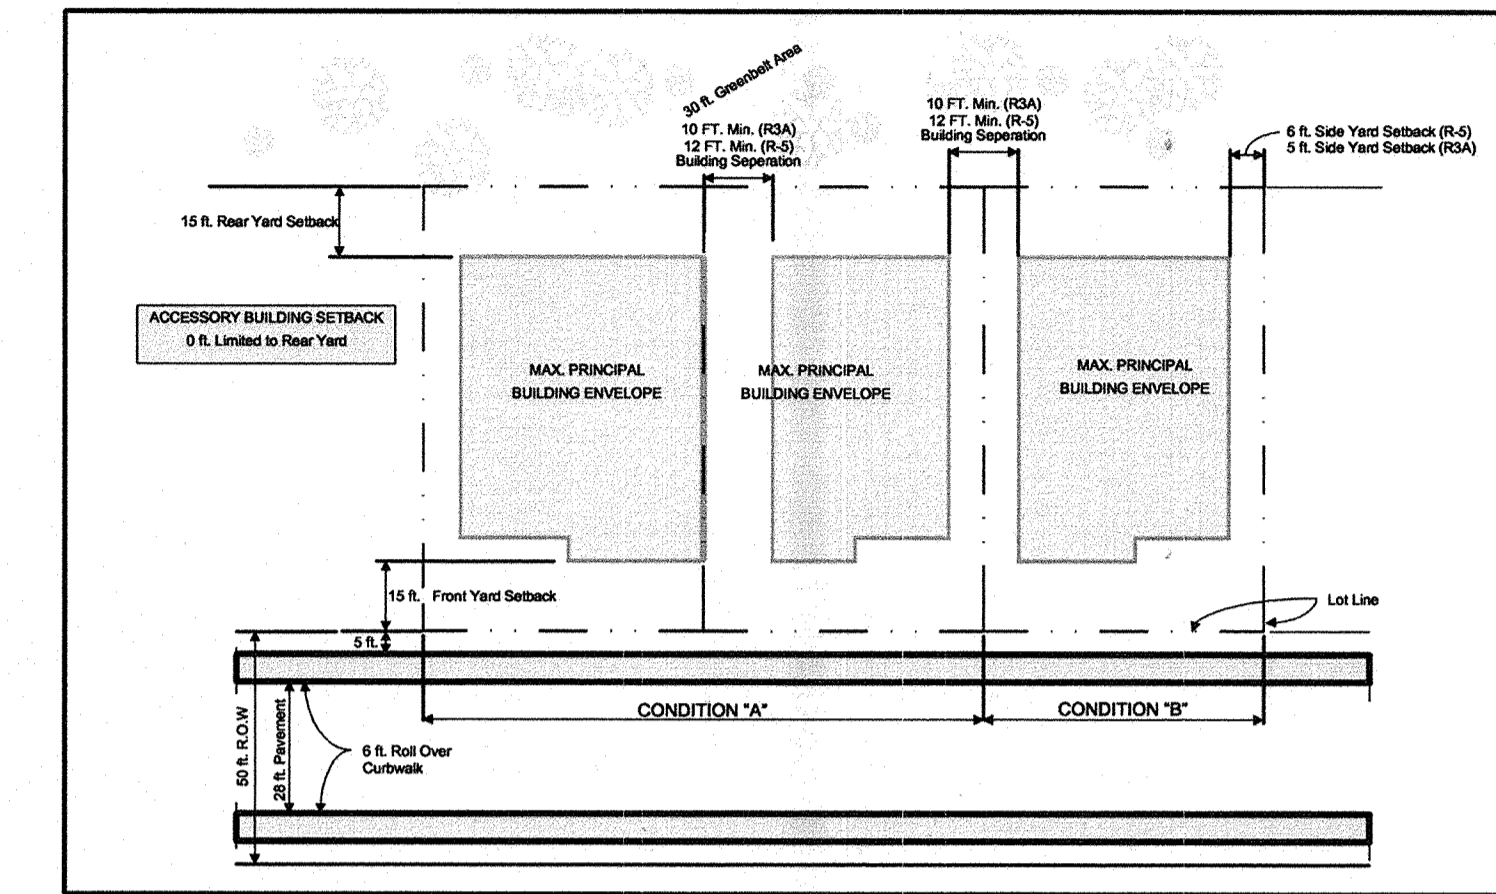 30 ft. Greenbelt Area
10 FT. Min. (R3A)
12 FT. Min. (R-5)
Building Seperation
10 FT. Min. (R3A)
12 FT. Min. (R-5)
Building Seperation
6 ft. Side Yard Setback (R-5)
5 ft. Side Yard Setback (R3A)
15 ft. Rear Yard Setback
ACCESSORY BUILDING SETBACK
0 ft. Limited to Rear Yard
MAX. PRINCIPAL
BUILDING ENVELOPE
MAX. PRINCIPAL
BUILDING ENVELOPE
MAX. PRINCIPAL
BUILDING ENVELOPE
15 ft. Front Yard Setback
Lot Line
5 ft.
CONDITION "A"
CONDITION "B"
50 ft. R.O.W
28 ft. Pavement
6 ft. Roll Over
Curbwalk